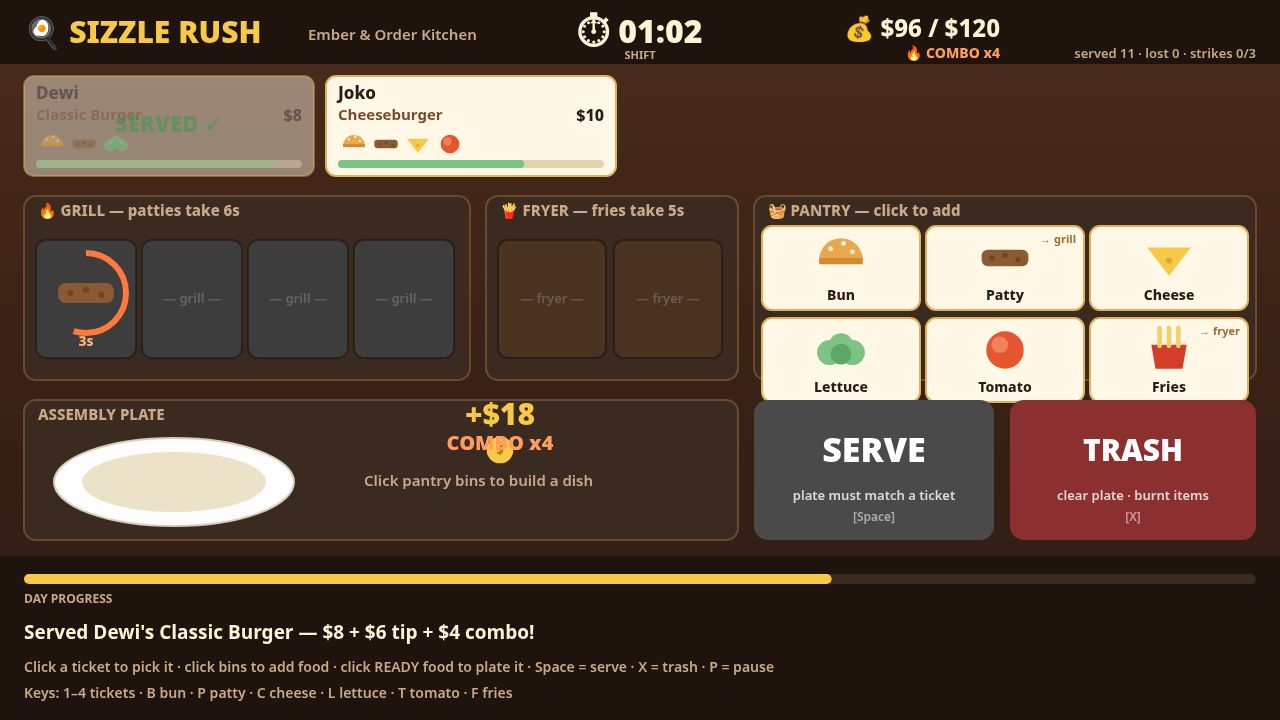 SIZZLE RUSH
Ember & Order Kitchen
01:02
SHIFT
$96 / $120
COMBO x4
served 11 · lost 0 · strikes 0/3
Dewi
Classic Burger
$8
SERVED ✓
Joko
Cheeseburger
$10
GRILL — patties take 6s
3s
— grill —
— grill —
— grill —
FRYER — fries take 5s
— fryer —
— fryer —
PANTRY — click to add
Bun
→ grill
Patty
Cheese
Lettuce
Tomato
→ fryer
Fries
ASSEMBLY PLATE
+$18
COMBO x4
Click pantry bins to build a dish
SERVE
plate must match a ticket
[Space]
TRASH
clear plate · burnt items
[X]
DAY PROGRESS
Served Dewi's Classic Burger — $8 + $6 tip + $4 combo!
Click a ticket to pick it · click bins to add food · click READY food to plate it · Space = serve · X = trash · P = pause
Keys: 1–4 tickets · B bun · P patty · C cheese · L lettuce · T tomato · F fries